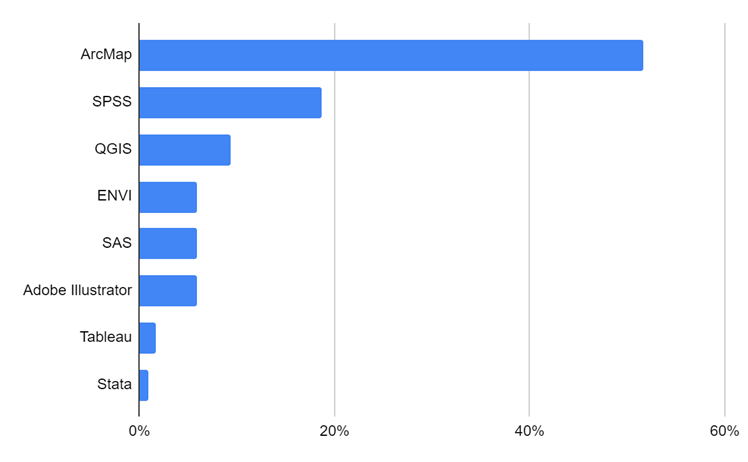 ArcMap
SPSS
QGIS
ENVI
SAS
Adobe Illustrator
Tableau
Stata
0% 20% 40% 60%